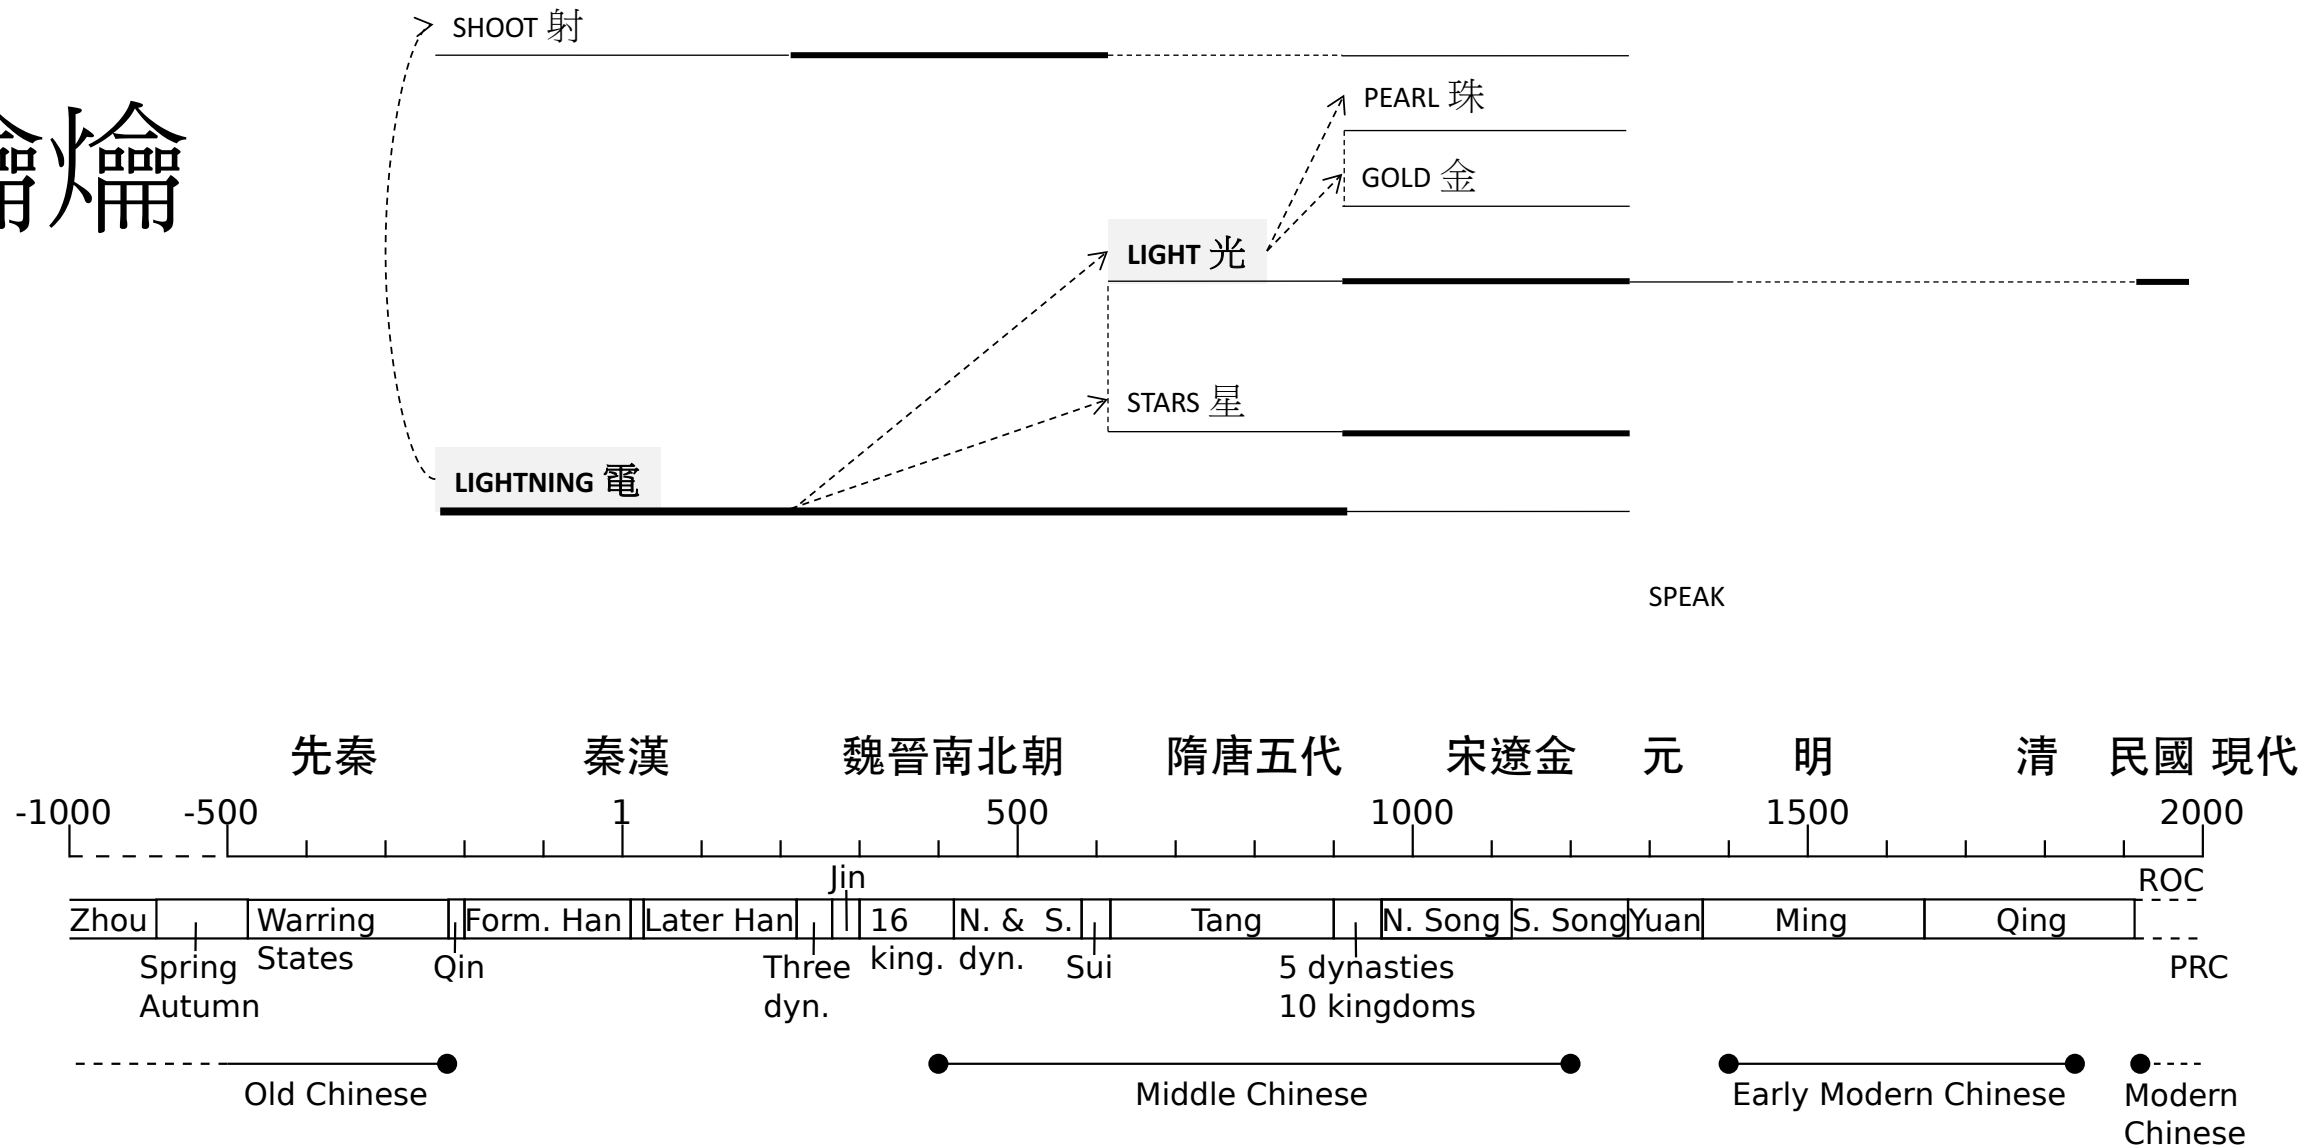 SHOOT 射
爚爚
PEARL 珠
GOLD 金
LIGHT 光
STARS 星
LIGHTNING 電
SPEAK
先秦 秦漢 魏晉南北朝 隋唐五代 宋遼金 元 明 清 民國 現代
-1000 -500 1 500 1000 1500 2000
Jin ROC
Zhou Warring Form. Han Later Han 16 N. & S. Tang N. Song S. Song Yuan Ming Qing
States king. dyn.
Spring Qin Three Sui 5 dynasties PRC
Autumn dyn. 10 kingdoms
Old Chinese Middle Chinese Early Modern Chinese Modern
Chinese